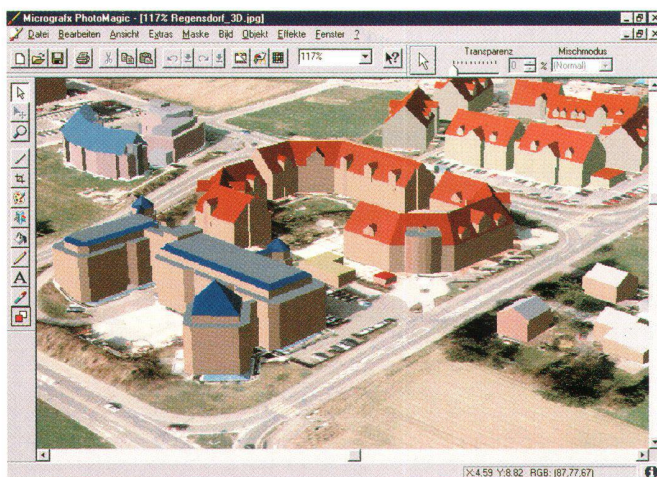 Micrografx PhotoMagic - [117% Regensdorf_3D.jpg]
Datei Bearbeiten Ansicht Extras Maske Bild Objekt Effekte Fenster ?
117%
Transparenz
0 %
Mischmodus
(Normal)
A
X:4.59 Y:8.82 RGB: (87,77,67)